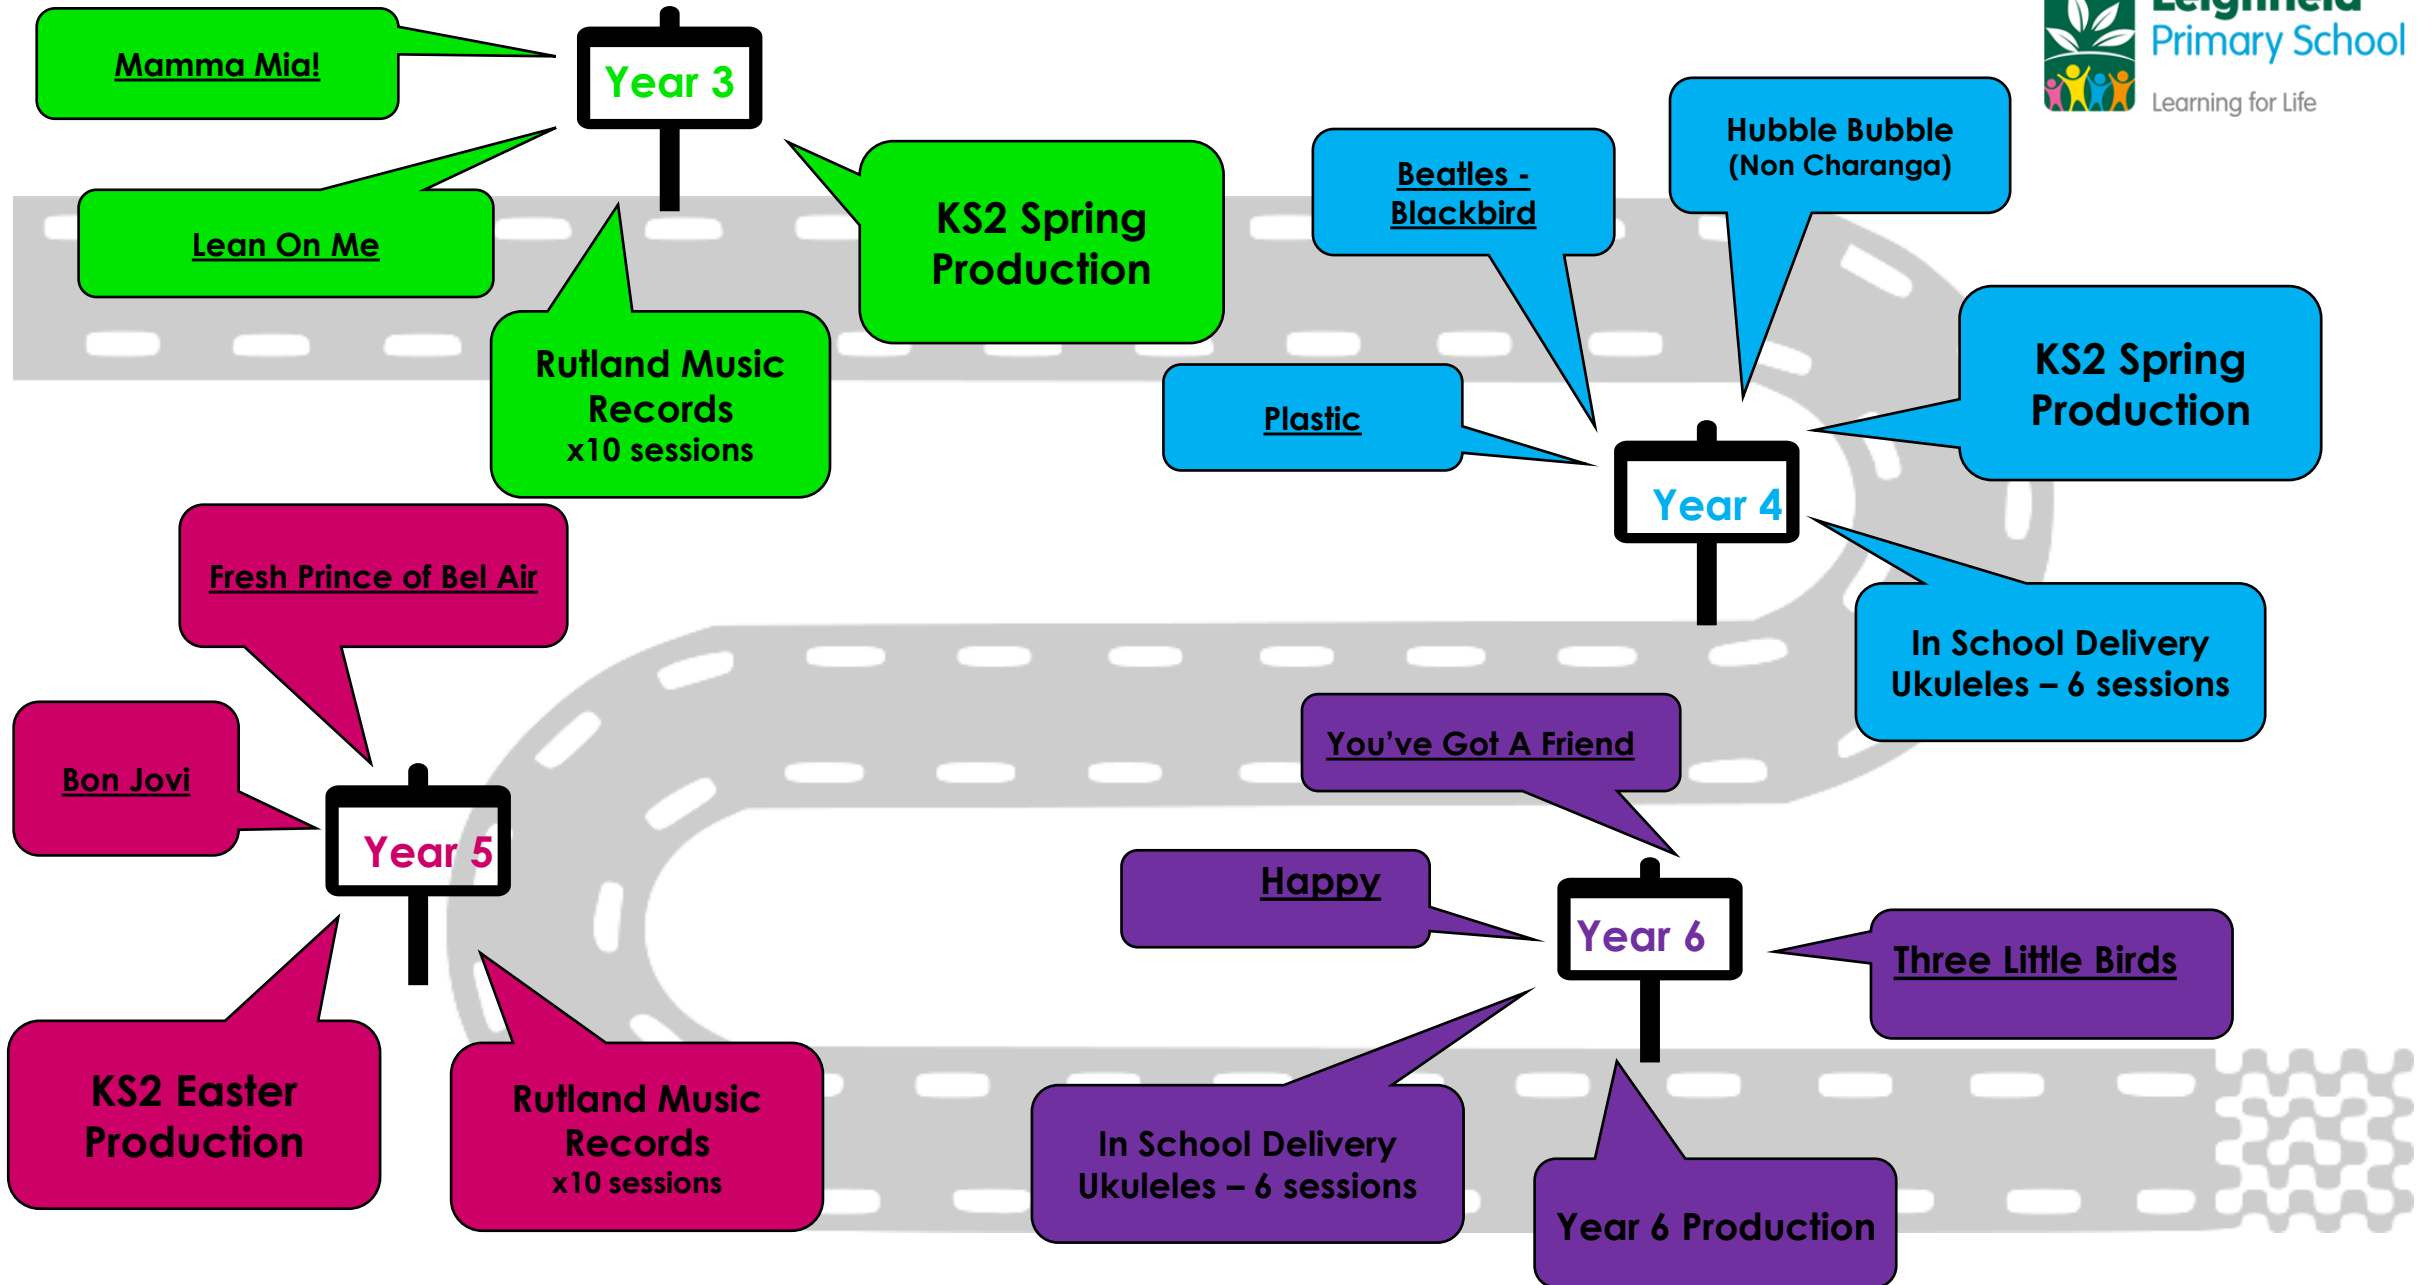 Leighfield
Primary School
Learning for Life
Mamma Mia!
Year 3
Lean On Me
KS2 Spring
Production
Rutland Music
Records
x10 sessions
Beatles -
Blackbird
Hubble Bubble
(Non Charanga)
Plastic
KS2 Spring
Production
Year 4
In School Delivery
Ukuleles – 6 sessions
Fresh Prince of Bel Air
Bon Jovi
Year 5
KS2 Easter
Production
Rutland Music
Records
x10 sessions
You've Got A Friend
Happy
Year 6
Three Little Birds
In School Delivery
Ukuleles – 6 sessions
Year 6 Production